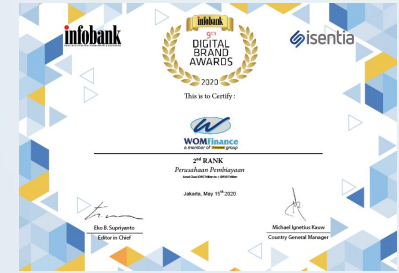 infobank
infobank
9TH
DIGITAL
BRAND
AWARDS
2020
isentia
This is to Certify :
WOMFinance
a member of group
2nd RANK
Perusahaan Pembiayaan
Jakarta, May 15th 2020
Eko B. Supriyanto
Editor in Chief
Michael Ignetius Kauw
Country General Manager